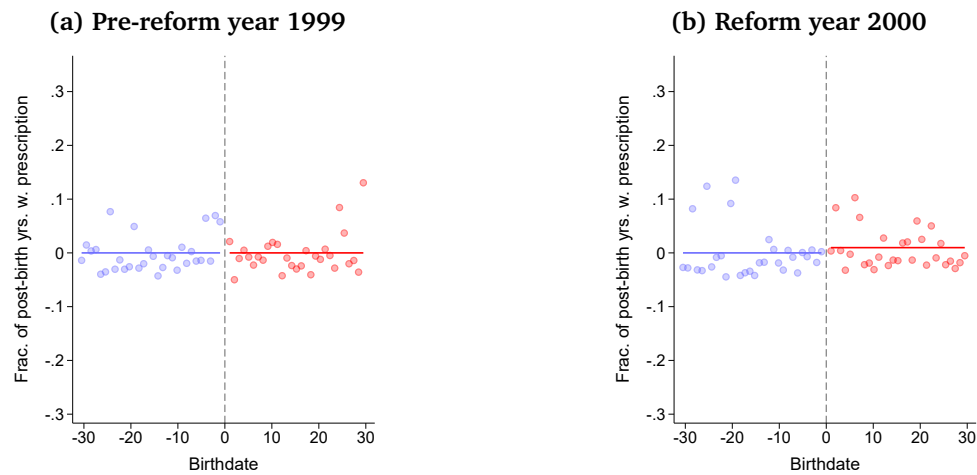 (a) Pre-reform year 1999
Frac. of post-birth yrs. w. prescription
.3
.2
.1
0
-.1
-.2
-.3
-30 -20 -10 0 10 20 30
Birthdate
(b) Reform year 2000
Frac. of post-birth yrs. w. prescription
.3
.2
.1
0
-.1
-.2
-.3
-30 -20 -10 0 10 20 30
Birthdate